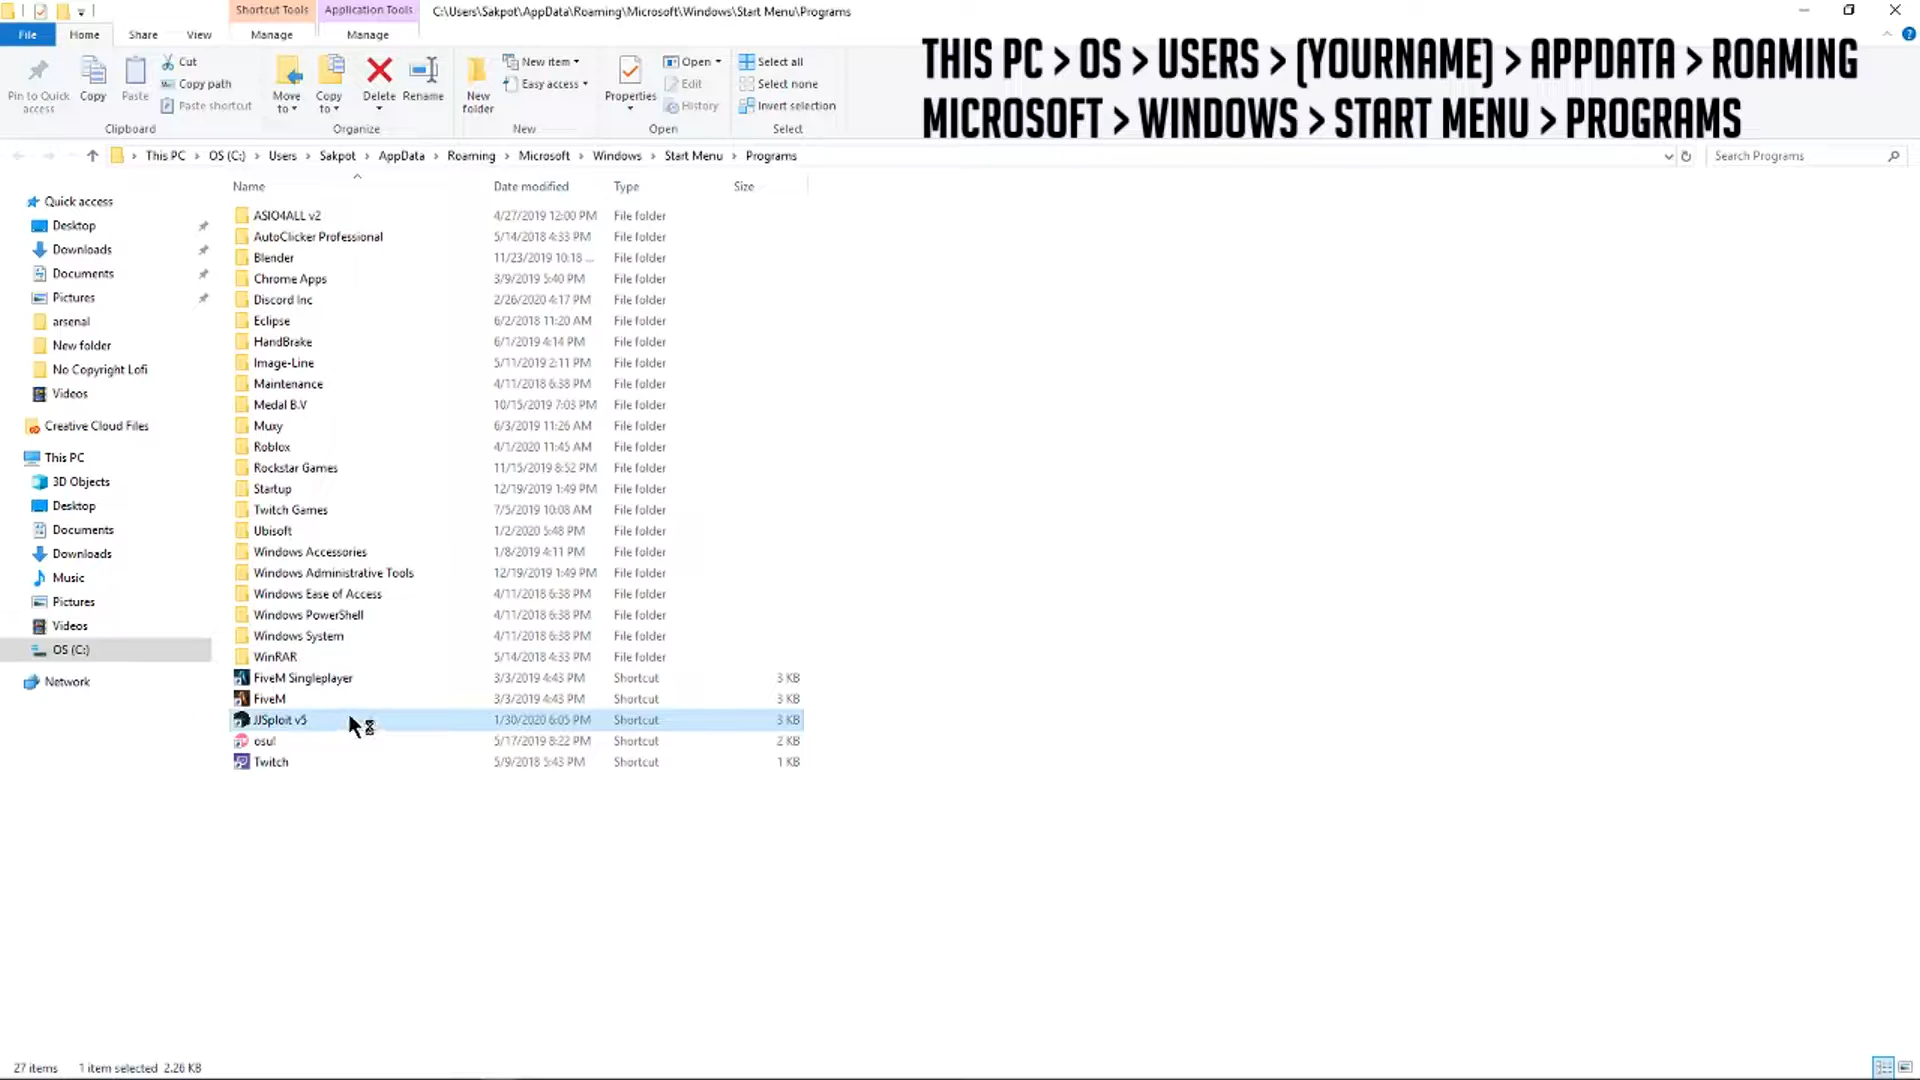 Shortcut Tools Application Tools C:\Users\Sakpot\AppData\Roaming\Microsoft\Windows\Start Menu\Programs
File Home Share View Manage Manage
THIS PC > OS > USERS > (YOURNAME) > APPDATA > ROAMING
MICROSOFT > WINDOWS > START MENU > PROGRAMS
Pin to Quick access
Copy
Paste
Cut
Copy path
Paste shortcut
Clipboard
Move to
Copy to
Delete
Rename
Organize
New folder
New item
Easy access
New
Properties
Open
Edit
History
Open
Select all
Select none
Invert selection
Select
This PC > OS (C:) > Users > Sakpot > AppData > Roaming > Microsoft > Windows > Start Menu > Programs
Search Programs
Quick access
Desktop
Downloads
Documents
Pictures
arsenal
New folder
No Copyright Lofi
Videos
Creative Cloud Files
This PC
3D Objects
Desktop
Documents
Downloads
Music
Pictures
Videos
OS (C:)
Network
Name Date modified Type Size
ASIO4ALL v2 4/27/2019 12:00 PM File folder
AutoClicker Professional 5/14/2018 4:33 PM File folder
Blender 11/23/2019 10:18 ... File folder
Chrome Apps 3/9/2019 5:40 PM File folder
Discord Inc 2/26/2020 4:17 PM File folder
Eclipse 6/2/2018 11:20 AM File folder
HandBrake 6/1/2019 4:14 PM File folder
Image-Line 5/11/2019 2:11 PM File folder
Maintenance 4/11/2018 6:38 PM File folder
Medal B.V 10/15/2019 7:03 PM File folder
Muxy 6/3/2019 11:26 AM File folder
Roblox 4/1/2020 11:45 AM File folder
Rockstar Games 11/15/2019 8:52 PM File folder
Startup 12/19/2019 1:49 PM File folder
Twitch Games 7/5/2019 10:08 AM File folder
Ubisoft 1/2/2020 5:48 PM File folder
Windows Accessories 1/8/2019 4:11 PM File folder
Windows Administrative Tools 12/19/2019 1:49 PM File folder
Windows Ease of Access 4/11/2018 6:38 PM File folder
Windows PowerShell 4/11/2018 6:38 PM File folder
Windows System 4/11/2018 6:38 PM File folder
WinRAR 5/14/2018 4:33 PM File folder
FiveM Singleplayer 3/3/2019 4:43 PM Shortcut 3 KB
FiveM 3/3/2019 4:43 PM Shortcut 3 KB
JJSploit v5 1/30/2020 6:05 PM Shortcut 3 KB
osu! 5/17/2019 8:22 PM Shortcut 2 KB
Twitch 5/9/2018 5:43 PM Shortcut 1 KB
27 items 1 item selected 2.26 KB